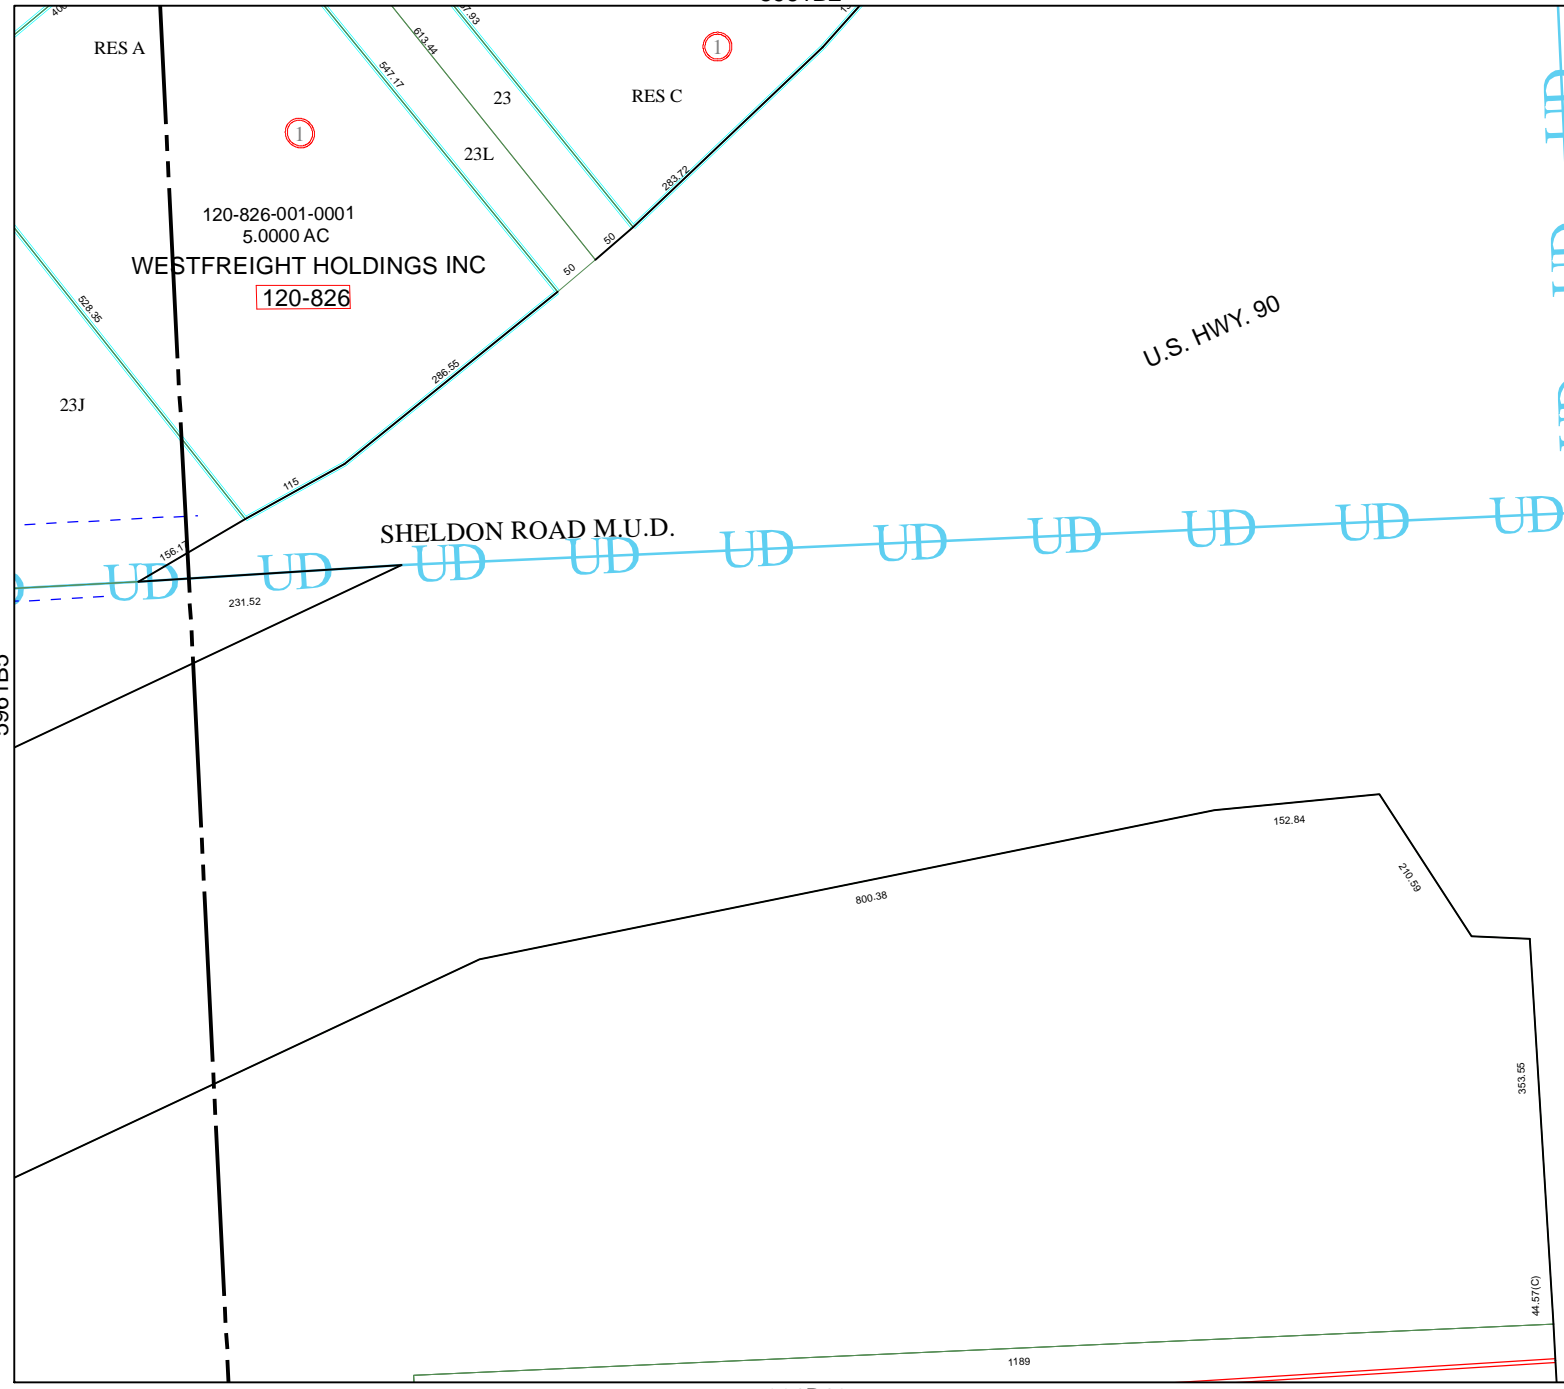 RES A
1
613.44
547.17
23
RES C
1
23L
283.72
120-826-001-0001
5.0000 AC
WESTFREIGHT HOLDINGS INC
120-826
50
50
528.35
286.55
U.S. HWY. 90
23J
115
SHELDON ROAD M.U.D.
156.17
UD
UD
UD
UD
UD
UD
UD
UD
UD
UD
UD
UD
UD
231.52
152.84
210.59
800.38
353.55
44.57(C)
1189